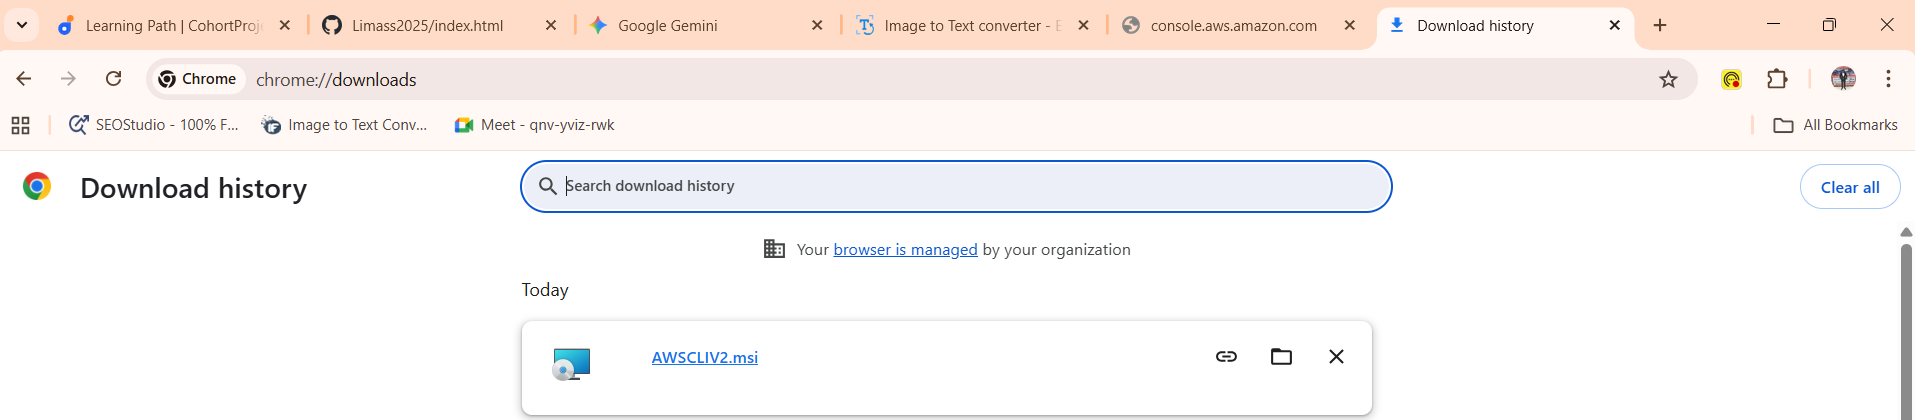 Learning Path | CohortProje
Limass2025/index.html
Google Gemini
Image to Text converter - E
console.aws.amazon.com
Download history
Chrome
chrome://downloads
SEOStudio - 100% F...
Image to Text Conv...
Meet - qnv-yviz-rwk
All Bookmarks
Download history
Search download history
Clear all
Your browser is managed by your organization
Today
AWSCLIV2.msi